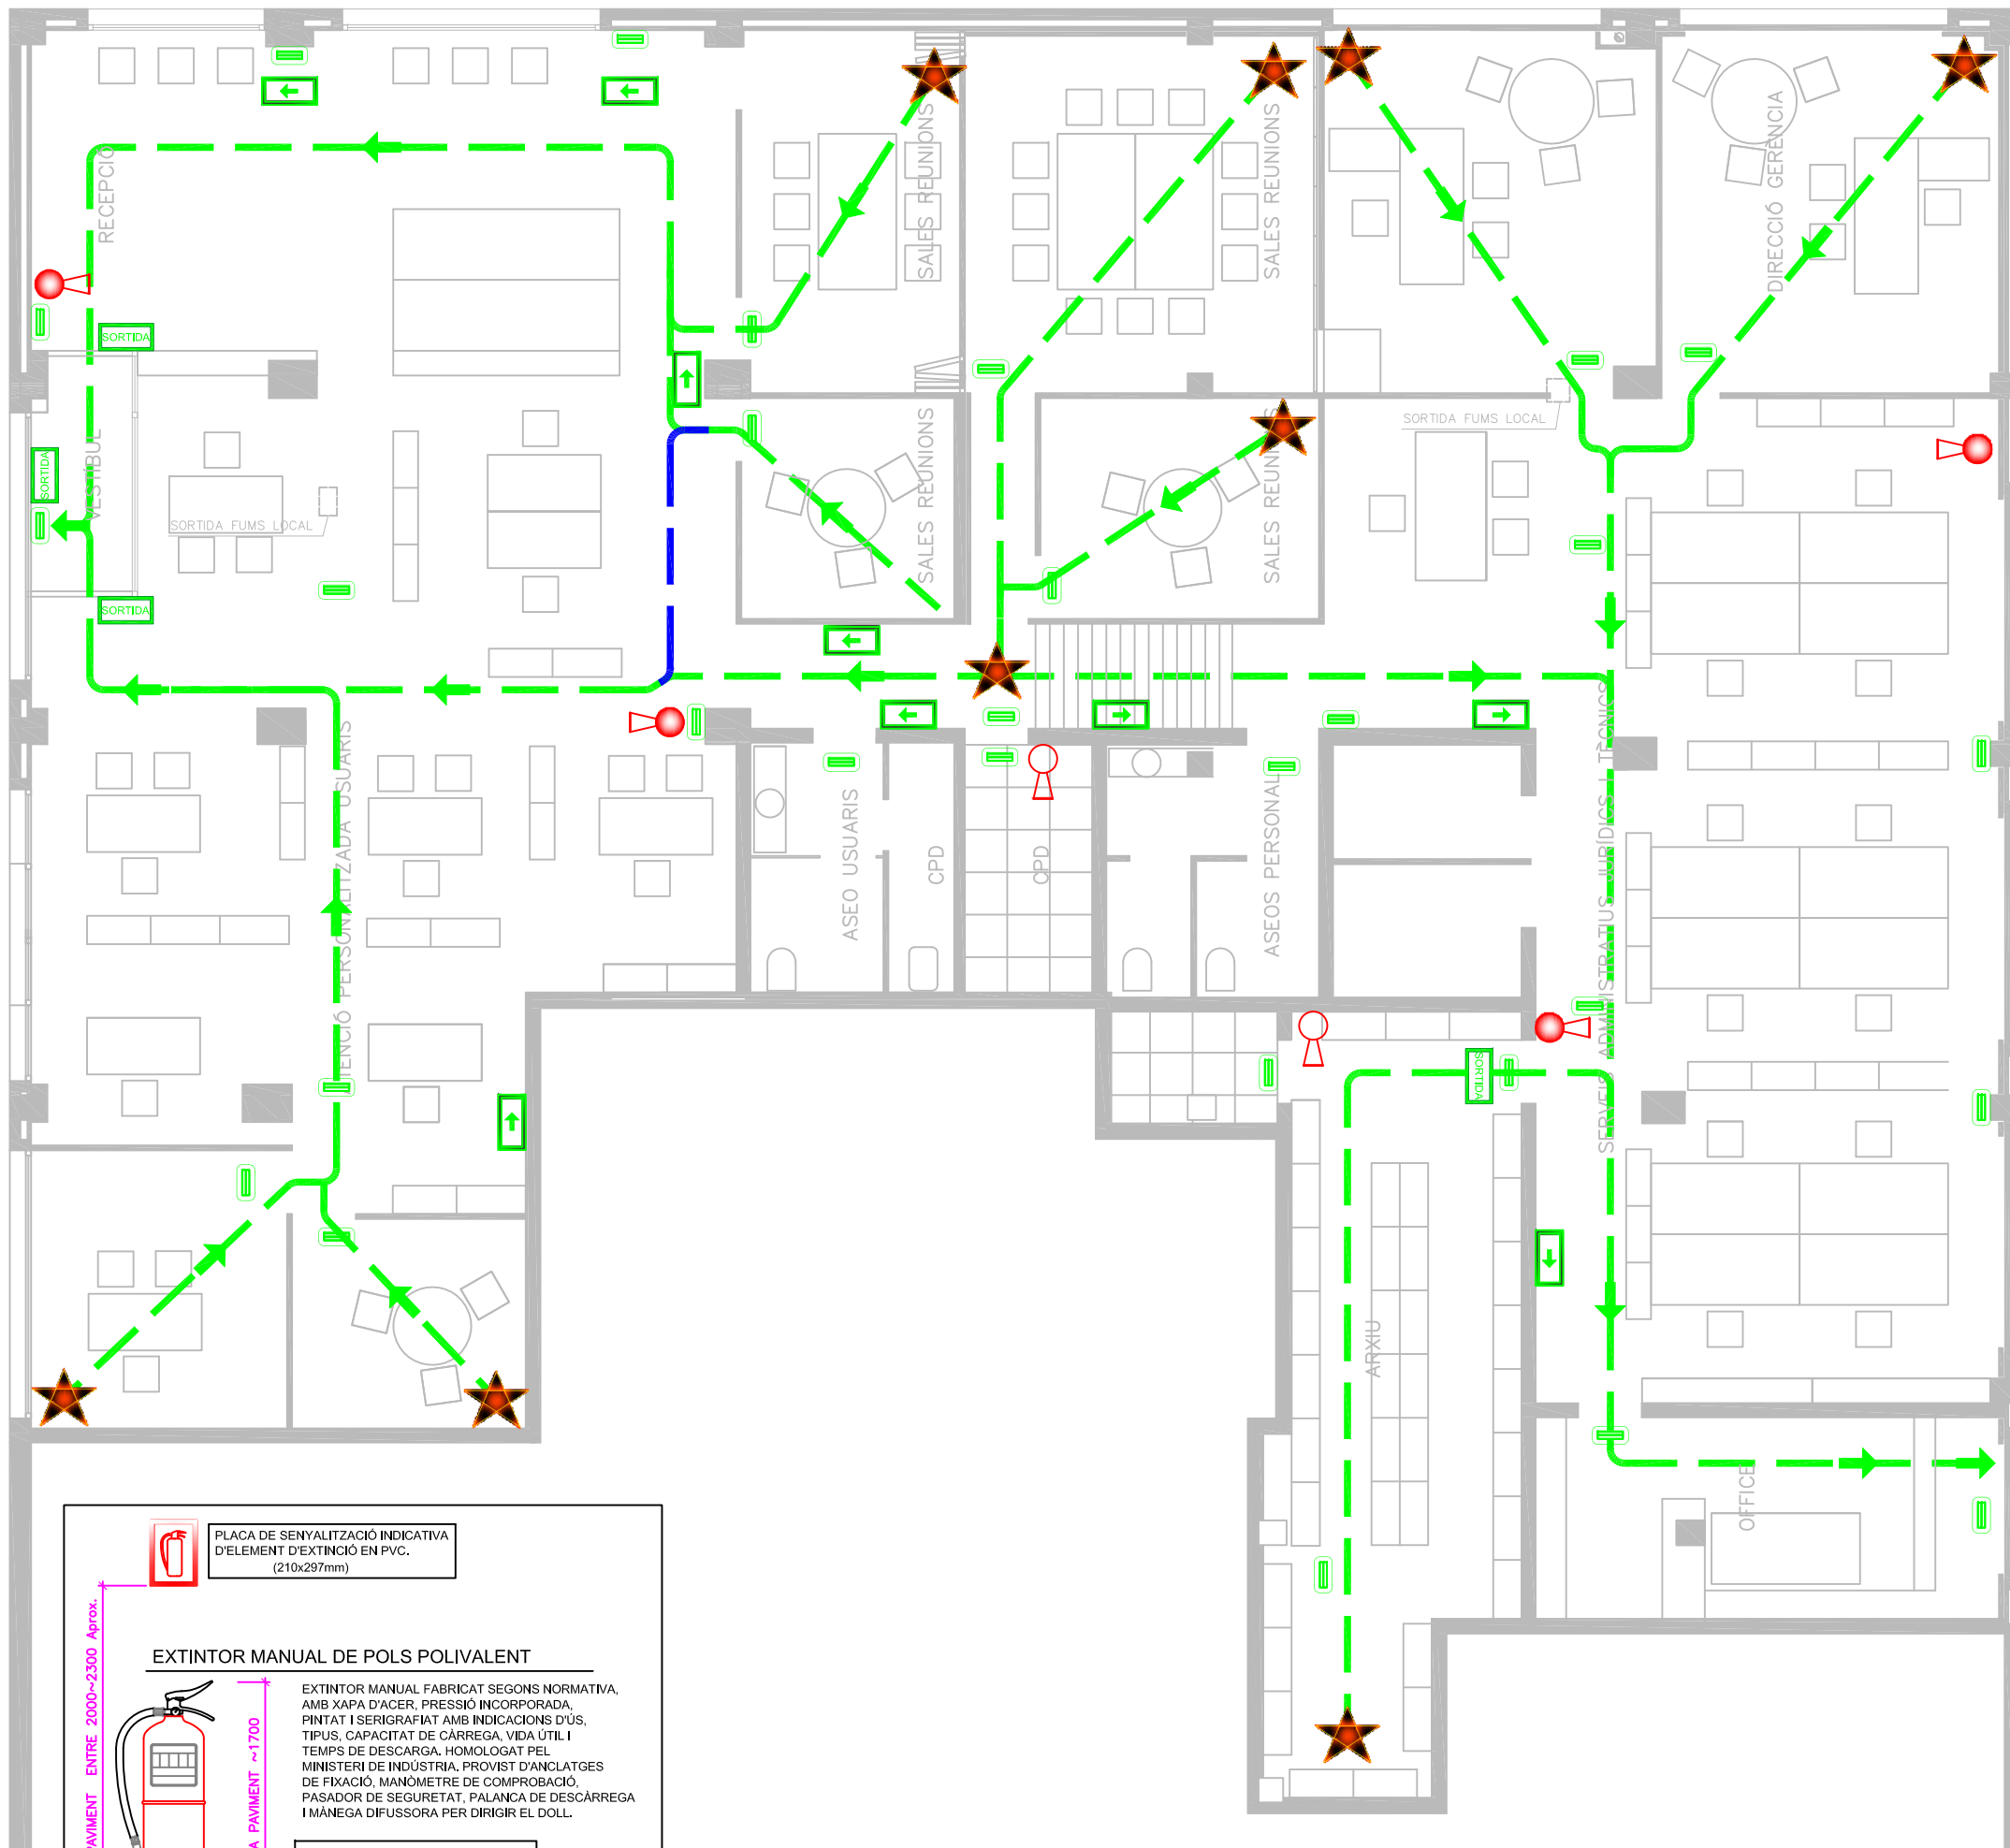 RECEPCIÓ
SALES REUNIONS
SALES REUNIONS
DIRECCIÓ GERÈNCIA
SORTIDA
SORTIDA
VESTÍBUL
SORTIDA FUMS LOCAL
SALES REUNIONS
SALES REUNIONS
SORTIDA FUMS LOCAL
SORTIDA
ATENCIÓ PERSONALITZADA USUARIS
ASEO USUARIS
CPD
CPD
ASEOS PERSONAL
SERVEIS ADMINISTRATIUS JURÍDICS I TÈCNICS
SORTIDA
ARXIU
OFFICE
PLACA DE SENYALITZACIÓ INDICATIVA
D'ELEMENT D'EXTINCIÓ EN PVC.
(210x297mm)
PAVIMENT ENTRE 2000~2300 Aprox.
EXTINTOR MANUAL DE POLS POLIVALENT
A PAVIMENT ~1700
EXTINTOR MANUAL FABRICAT SEGONS NORMATIVA,
AMB XAPA D'ACER, PRESSIÓ INCORPORADA,
PINTAT I SERIGRAFIAT AMB INDICACIONS D'ÚS,
TIPUS, CAPACITAT DE CÀRREGA, VIDA ÚTIL I
TEMPS DE DESCARGA. HOMOLOGAT PEL
MINISTERI DE INDÚSTRIA. PROVIST D'ANCLATGES
DE FIXACIÓ, MANÒMETRE DE COMPROBACIÓ,
PASADOR DE SEGURETAT, PALANCA DE DESCÀRREGA
I MÀNEGA DIFUSSORA PER DIRIGIR EL DOLL.